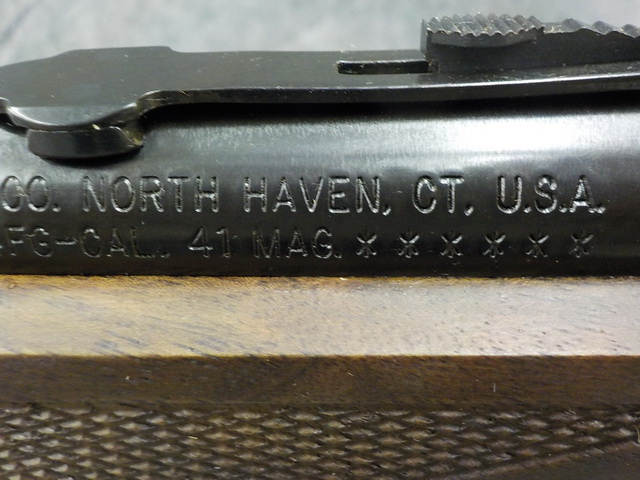 CO. NORTH HAVEN, CT. U.S.A.
FG-CAL. 41 MAG. ✶ ✶ ✶ ✶ ✶ ✶